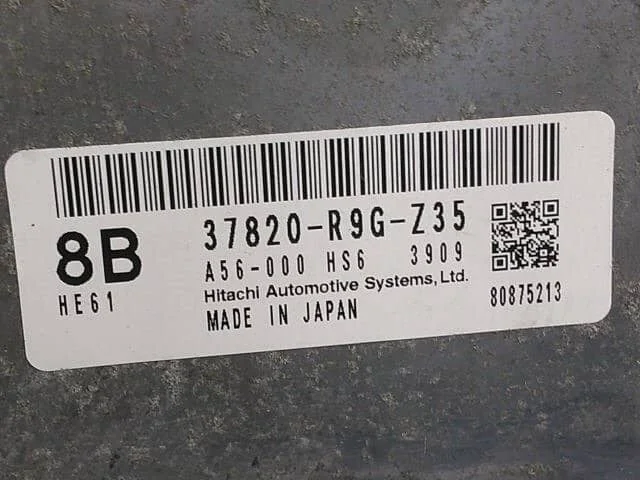 8B
HE61
37820-R9G-Z35
A56-000 HS6 3909
Hitachi Automotive Systems, Ltd.
MADE IN JAPAN
80875213